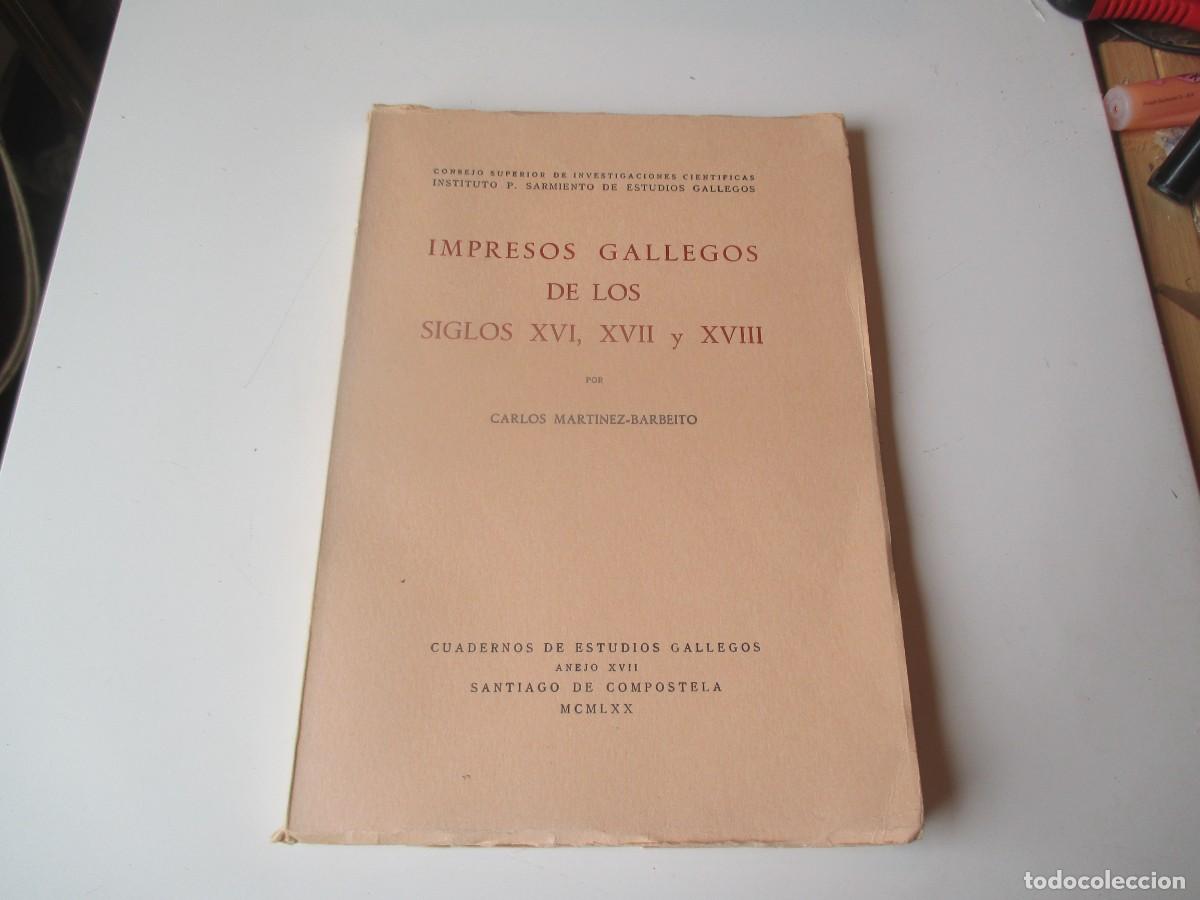 CONSEJO SUPERIOR DE INVESTIGACIONES CIENTIFICAS
INSTITUTO P. SARMIENTO DE ESTUDIOS GALLEGOS
IMPRESOS GALLEGOS
DE LOS
SIGLOS XVI, XVII y XVIII
POR
CARLOS MARTINEZ-BARBEITO
CUADERNOS DE ESTUDIOS GALLEGOS
ANEJO XVII
SANTIAGO DE COMPOSTELA
MCMLXX
todocoleccion